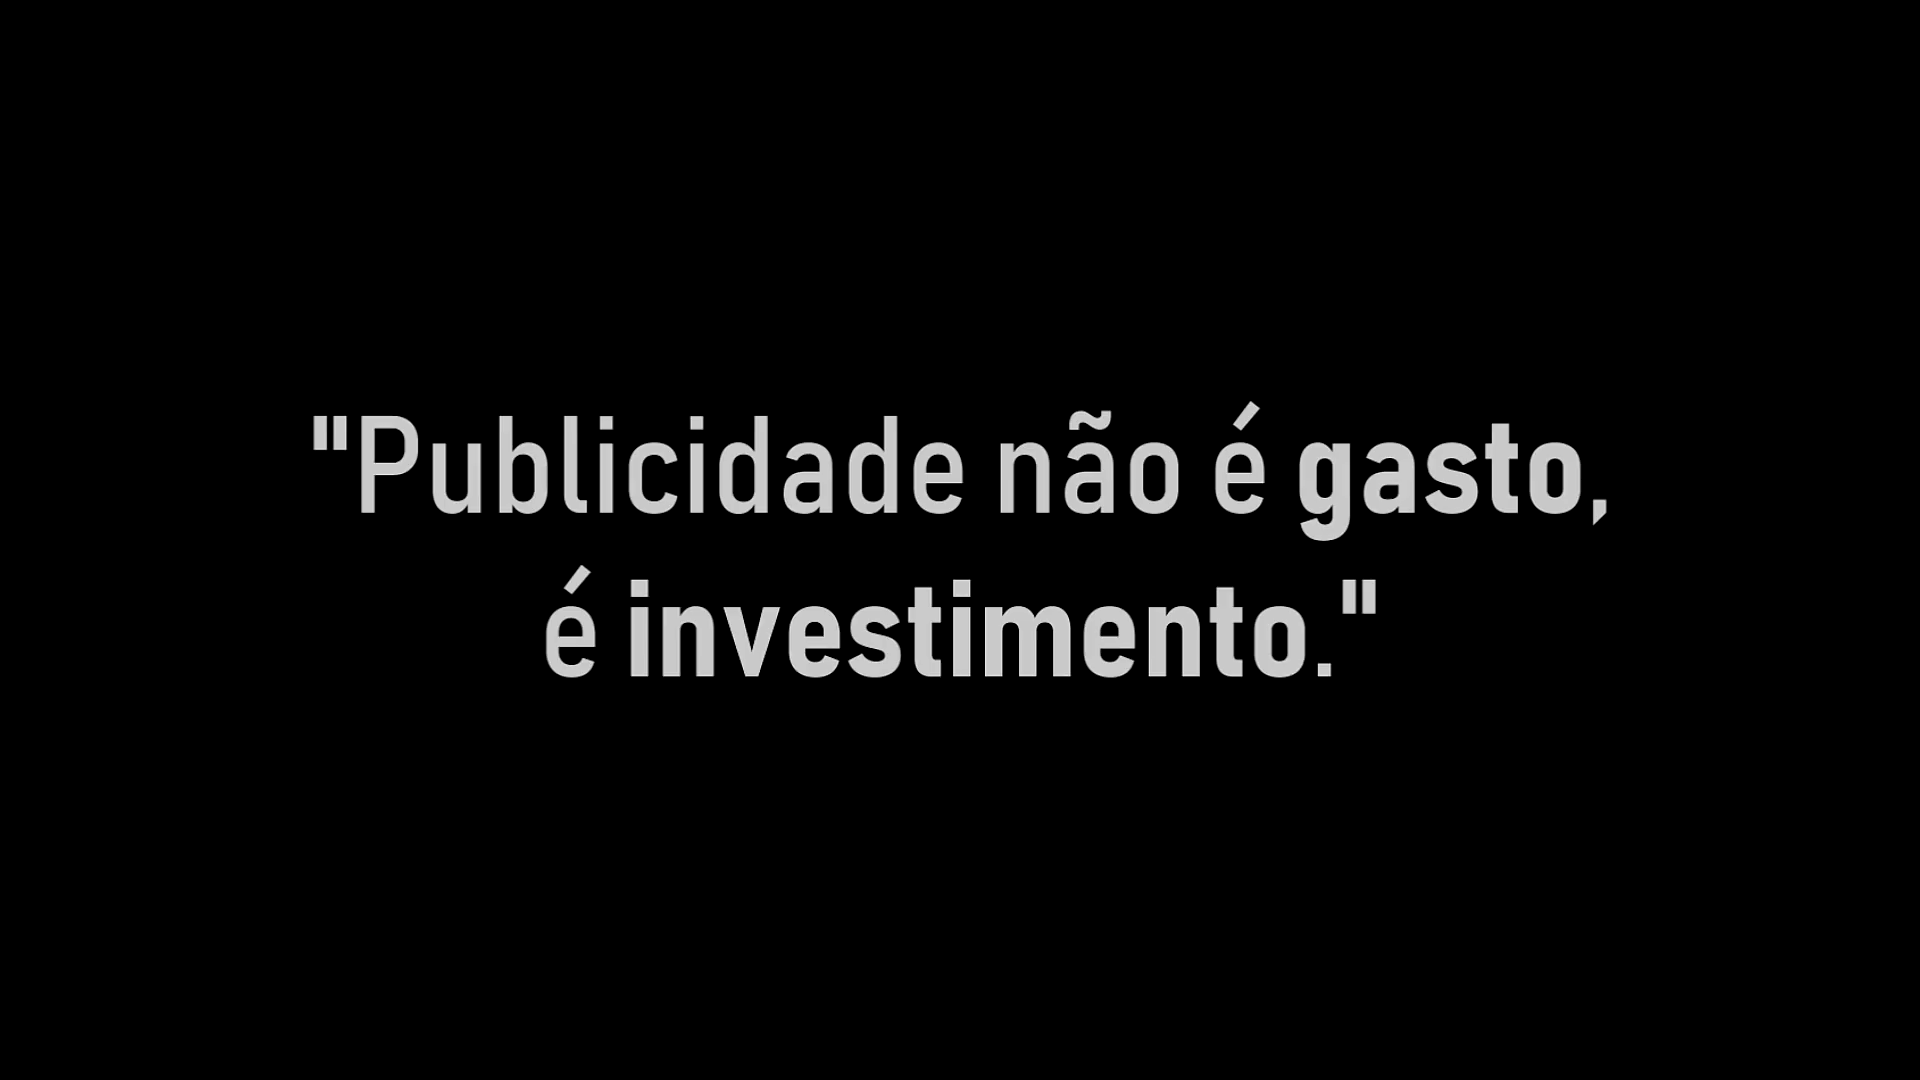 "Publicidade não é gasto,
é investimento."